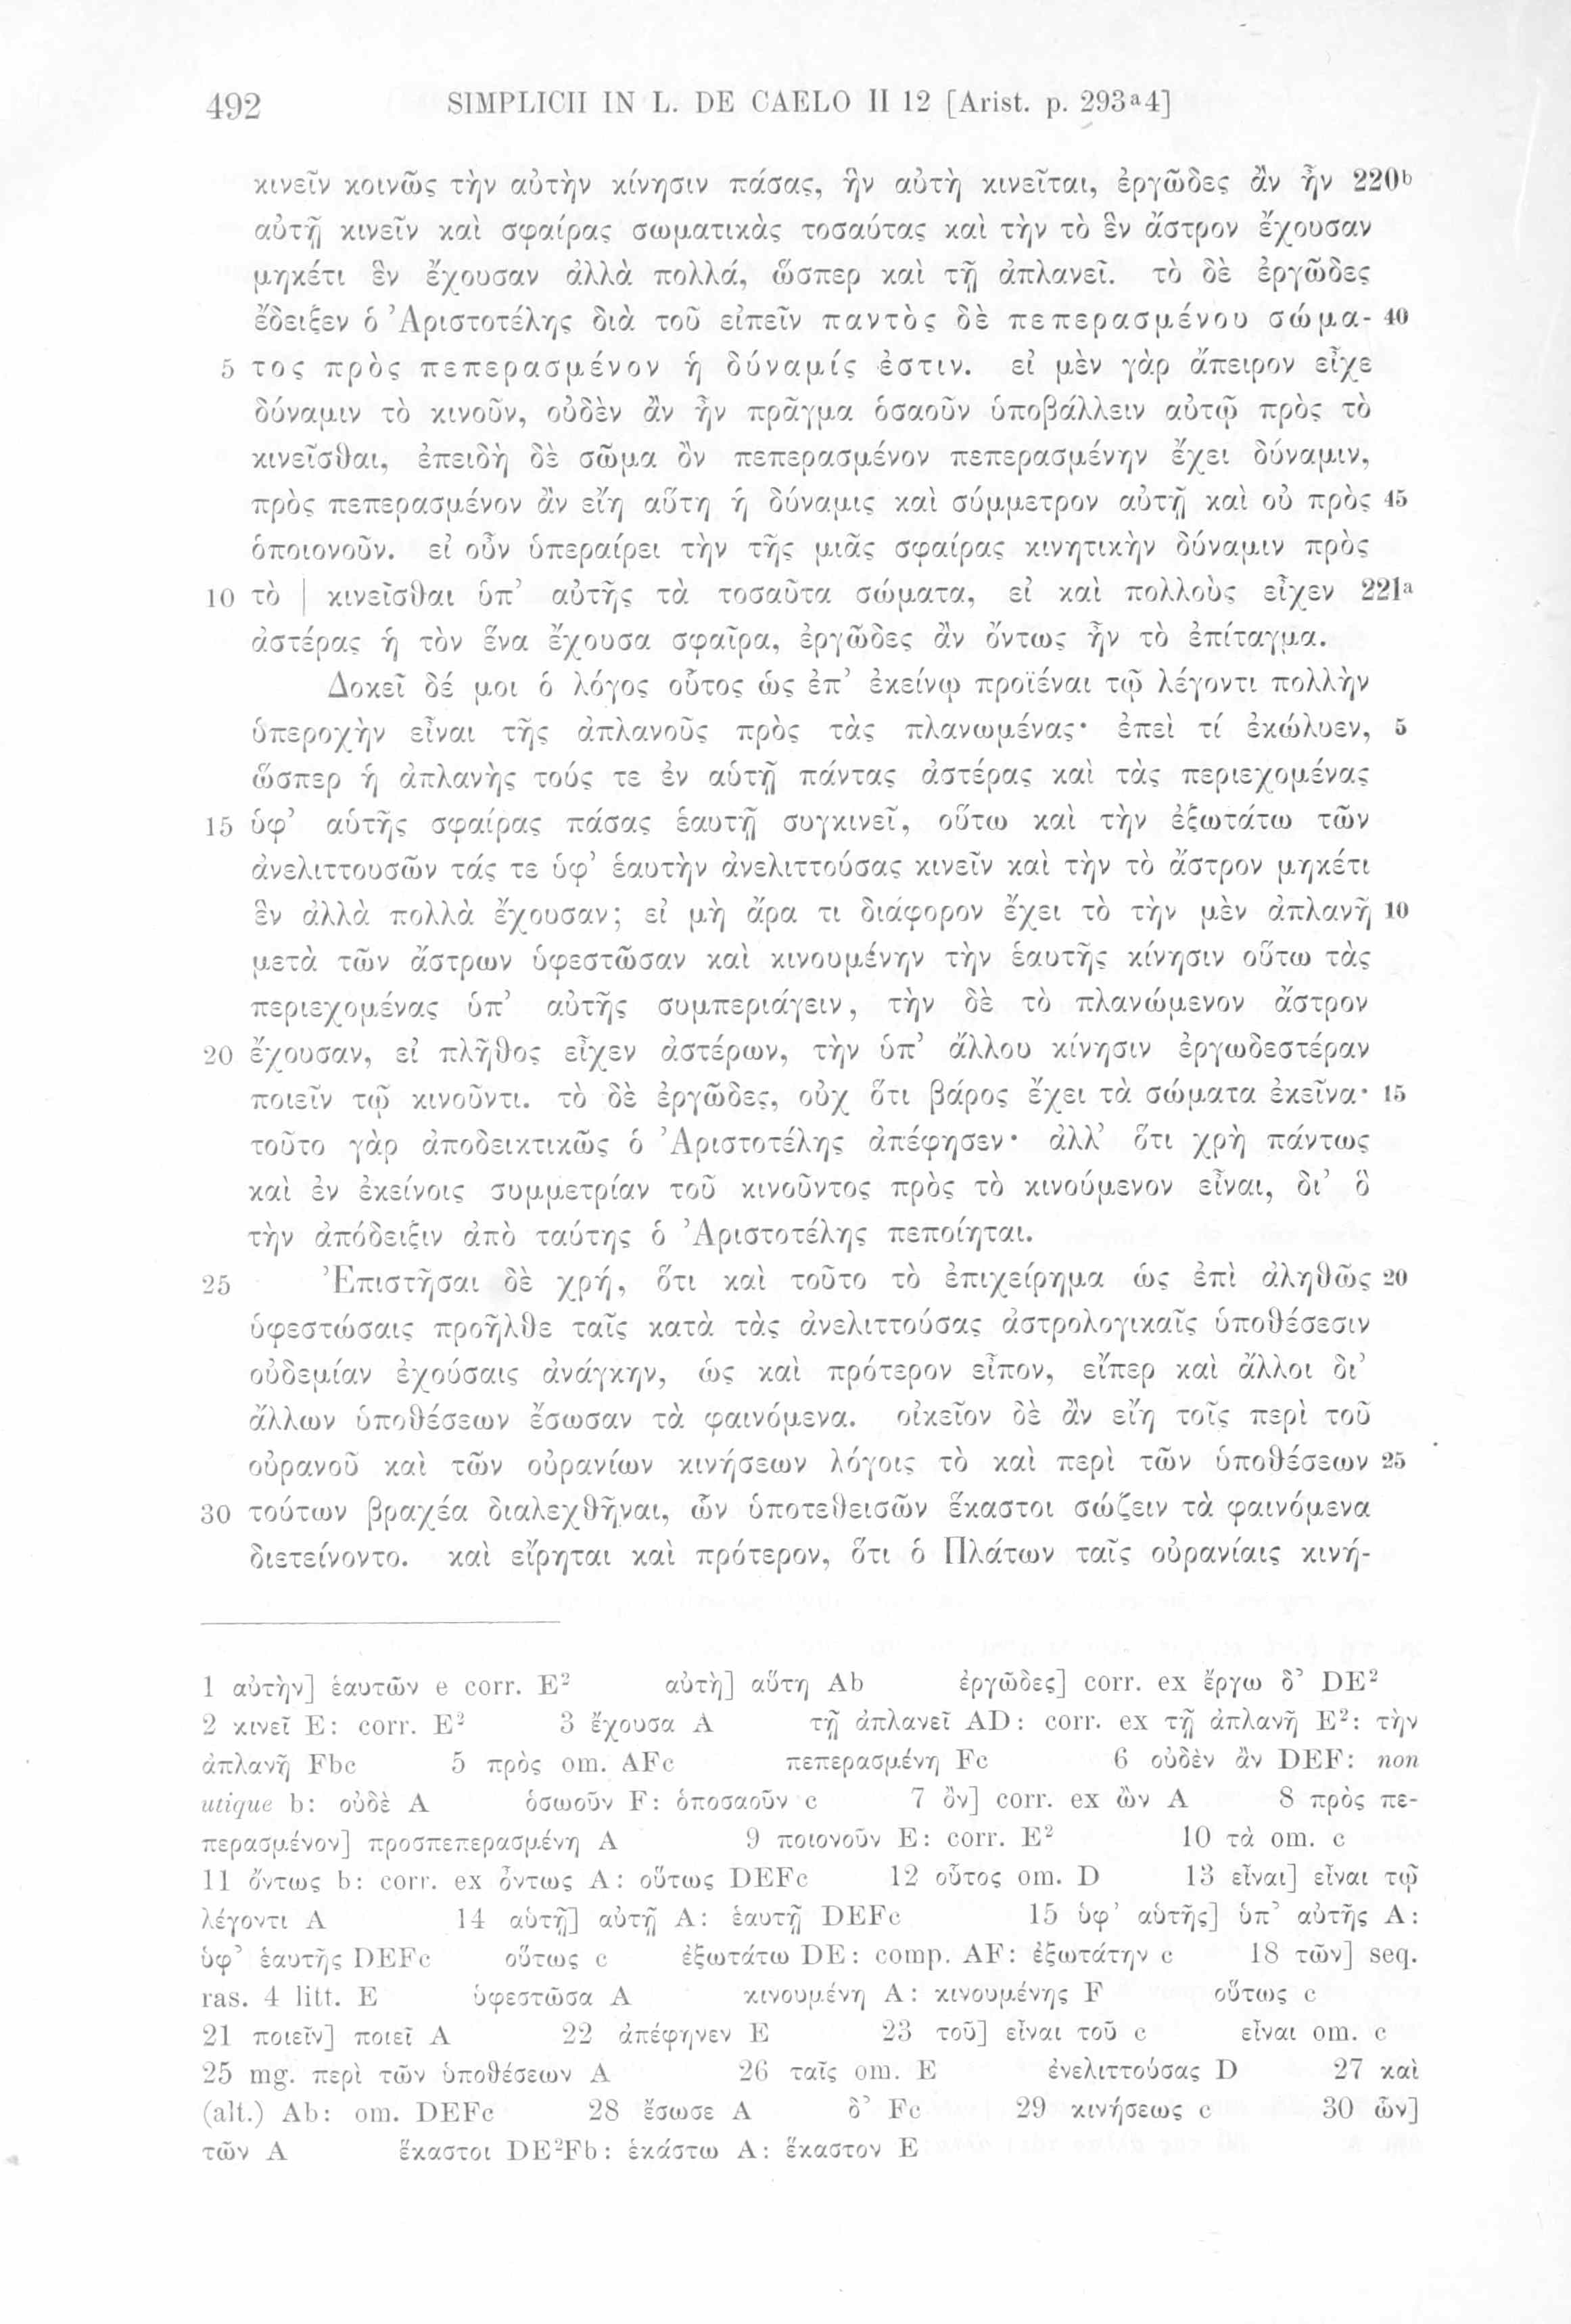 492 SIMPLICII IN L. DE CAELO II 12 [Arist. p. 293ᵃ4]
κινεῖν κοινῶς τὴν αὐτὴν κίνησιν πάσας, ἣν αὐτὴ κινεῖται, ἐργῶδες ἂν ἦν 220ᵇ
αὐτῇ κινεῖν καὶ σφαίρας σωματικὰς τοσαύτας καὶ τὴν τὸ ἓν ἄστρον ἔχουσαν
μηκέτι ἓν ἔχουσαν ἀλλὰ πολλά, ὥσπερ καὶ τῇ ἀπλανεῖ. τὸ δὲ ἐργῶδες
ἔδειξεν ὁ Ἀριστοτέλης διὰ τοῦ εἰπεῖν παντὸς δὲ πεπερασμένου σώμα- 40
5 τος πρὸς πεπερασμένον ἡ δύναμίς ἐστιν. εἰ μὲν γὰρ ἄπειρον εἶχε
δύναμιν τὸ κινοῦν, οὐδὲν ἂν ἦν πρᾶγμα ὁσαοῦν ὑποβάλλειν αὐτῷ πρὸς τὸ
κινεῖσθαι, ἐπειδὴ δὲ σῶμα ὂν πεπερασμένον πεπερασμένην ἔχει δύναμιν,
πρὸς πεπερασμένον ἂν εἴη αὕτη ἡ δύναμις καὶ σύμμετρον αὐτῇ καὶ οὐ πρὸς 45
ὁποιονοῦν. εἰ οὖν ὑπεραίρει τὴν τῆς μιᾶς σφαίρας κινητικὴν δύναμιν πρὸς
10 τὸ | κινεῖσθαι ὑπ’ αὐτῆς τὰ τοσαῦτα σώματα, εἰ καὶ πολλοὺς εἶχεν 221ᵃ
ἀστέρας ἡ τὸν ἕνα ἔχουσα σφαῖρα, ἐργῶδες ἂν ὄντως ἦν τὸ ἐπίταγμα.
Δοκεῖ δέ μοι ὁ λόγος οὗτος ὡς ἐπ’ ἐκείνῳ προϊέναι τῷ λέγοντι πολλὴν
ὑπεροχὴν εἶναι τῆς ἀπλανοῦς πρὸς τὰς πλανωμένας· ἐπεὶ τί ἐκώλυεν, 5
ὥσπερ ἡ ἀπλανὴς τούς τε ἐν αὑτῇ πάντας ἀστέρας καὶ τὰς περιεχομένας
15 ὑφ’ αὑτῆς σφαίρας πάσας ἑαυτῇ συγκινεῖ, οὕτω καὶ τὴν ἐξωτάτω τῶν
ἀνελιττουσῶν τάς τε ὑφ’ ἑαυτὴν ἀνελιττούσας κινεῖν καὶ τὴν τὸ ἄστρον μηκέτι
ἓν ἀλλὰ πολλὰ ἔχουσαν; εἰ μὴ ἄρα τι διάφορον ἔχει τὸ τὴν μὲν ἀπλανῆ 10
μετὰ τῶν ἄστρων ὑφεστῶσαν καὶ κινουμένην τὴν ἑαυτῆς κίνησιν οὕτω τὰς
περιεχομένας ὑπ’ αὐτῆς συμπεριάγειν, τὴν δὲ τὸ πλανώμενον ἄστρον
20 ἔχουσαν, εἰ πλῆθος εἶχεν ἀστέρων, τὴν ὑπ’ ἄλλου κίνησιν ἐργωδεστέραν
ποιεῖν τῷ κινοῦντι. τὸ δὲ ἐργῶδες, οὐχ ὅτι βάρος ἔχει τὰ σώματα ἐκεῖνα· 15
τοῦτο γὰρ ἀποδεικτικῶς ὁ Ἀριστοτέλης ἀπέφησεν· ἀλλ’ ὅτι χρὴ πάντως
καὶ ἐν ἐκείνοις συμμετρίαν τοῦ κινοῦντος πρὸς τὸ κινούμενον εἶναι, δι’ ὃ
τὴν ἀπόδειξιν ἀπὸ ταύτης ὁ Ἀριστοτέλης πεποίηται.
25 Ἐπιστῆσαι δὲ χρή, ὅτι καὶ τοῦτο τὸ ἐπιχείρημα ὡς ἐπὶ ἀληθῶς 20
ὑφεστώσαις προῆλθε ταῖς κατὰ τὰς ἀνελιττούσας ἀστρολογικαῖς ὑποθέσεσιν
οὐδεμίαν ἐχούσαις ἀνάγκην, ὡς καὶ πρότερον εἶπον, εἴπερ καὶ ἄλλοι δι’
ἄλλων ὑποθέσεων ἔσωσαν τὰ φαινόμενα. οἰκεῖον δὲ ἂν εἴη τοῖς περὶ τοῦ
οὐρανοῦ καὶ τῶν οὐρανίων κινήσεων λόγοις τὸ καὶ περὶ τῶν ὑποθέσεων 25
30 τούτων βραχέα διαλεχθῆναι, ὧν ὑποτεθεισῶν ἕκαστοι σώζειν τὰ φαινόμενα
διετείνοντο. καὶ εἴρηται καὶ πρότερον, ὅτι ὁ Πλάτων ταῖς οὐρανίαις κινή-
1 αὐτὴν] ἑαυτῶν e corr. E² αὐτὴ] αὕτη Ab ἐργῶδες] corr. ex ἔργω δ’ DE²
2 κινεῖ E: corr. E² 3 ἔχουσα A τῇ ἀπλανεῖ AD: corr. ex τῇ ἀπλανῇ E²: τὴν
ἀπλανῆ Fbc 5 πρὸς om. AFc πεπερασμένη Fc 6 οὐδὲν ἂν DEF: non
utique b: οὐδὲ A ὁσωοῦν F: ὁποσαοῦν c 7 ὂν] corr. ex ὢν A 8 πρὸς πε-
περασμένον] προσπεπερασμένη A 9 ποιονοῦν E: corr. E² 10 τὰ om. c
11 ὄντως b: corr. ex ὆ντως A: οὕτως DEFc 12 οὗτος om. D 13 εἶναι] εἶναι τῷ
λέγοντι A 14 αὑτῇ] αὐτῇ A: ἑαυτῇ DEFc 15 ὑφ’ αὑτῆς] ὑπ’ αὐτῆς A:
ὑφ’ ἑαυτῆς DEFc οὕτως c ἐξωτάτω DE: comp. AF: ἐξωτάτην c 18 τῶν] seq.
ras. 4 litt. E ὑφεστῶσα A κινουμένη A: κινουμένης F οὕτως c
21 ποιεῖν] ποιεῖ A 22 ἀπέφηνεν E 23 τοῦ] εἶναι τοῦ c εἶναι om. c
25 mg. περὶ τῶν ὑποθέσεων A 26 ταῖς om. E ἐνελιττούσας D 27 καὶ
(alt.) Ab: om. DEFc 28 ἔσωσε A δ’ Fc 29 κινήσεως c 30 ὧν]
τῶν A ἕκαστοι DE²Fb: ἑκάστω A: ἕκαστον E